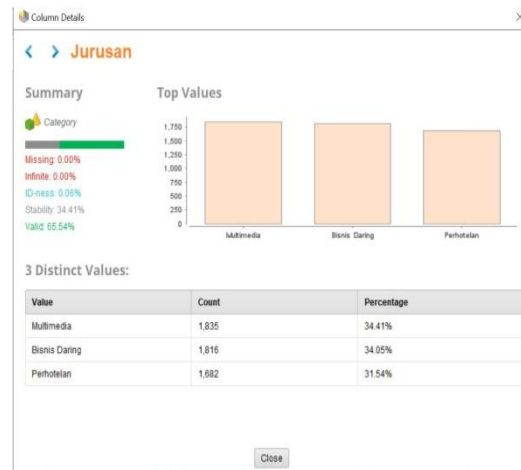 Column Details
Jurusan
Summary
Top Values
Category
Missing: 0.00%
Infinite: 0.00%
ID-ness: 0.06%
Stability: 34.41%
Valid: 65.54%
1,750
1,500
1,250
1,000
750
500
250
0
Multimedia Bisnis Daring Perhotelan
3 Distinct Values:
Value Count Percentage
Multimedia 1,835 34.41%
Bisnis Daring 1,816 34.05%
Perhotelan 1,682 31.54%
Close